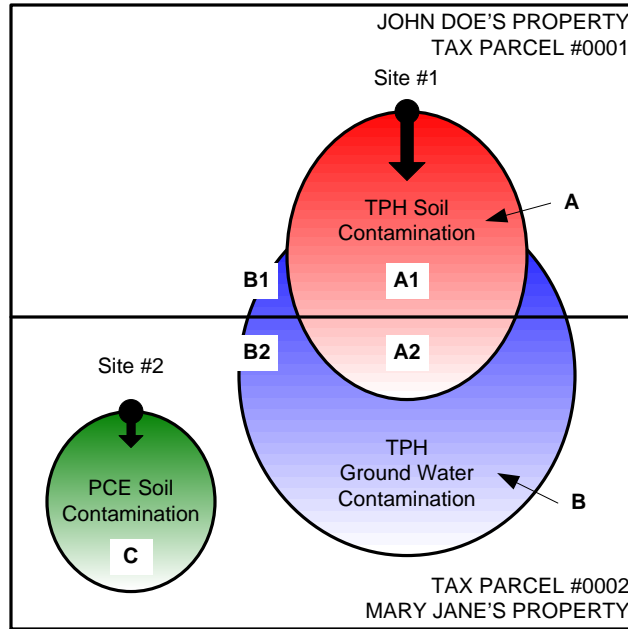 JOHN DOE'S PROPERTY
TAX PARCEL #0001
Site #1
TPH Soil
Contamination
A
B1
A1
B2
A2
Site #2
TPH
Ground Water
Contamination
B
PCE Soil
Contamination
C
TAX PARCEL #0002
MARY JANE'S PROPERTY